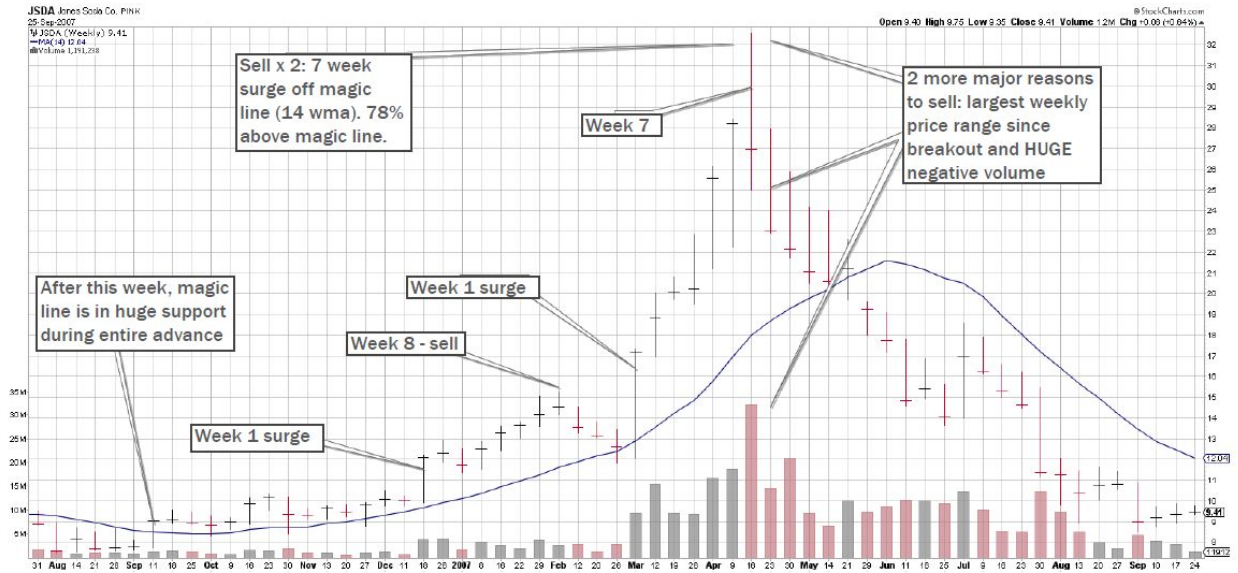 JSDA Jones Soda Co. PINK
© StockCharts.com
25-Sep-2007
Open 9.40 High 9.75 Low 9.35 Close 9.41 Volume 1.2M Chg +0.06 (+0.64%)
JSDA (Weekly) 9.41
MA(14) 12.04
Volume 1,191,238
Sell x 2: 7 week
surge off magic
line (14 wma). 78%
above magic line.
Week 7
2 more major reasons
to sell: largest weekly
price range since
breakout and HUGE
negative volume
After this week, magic
line is in huge support
during entire advance
Week 1 surge
Week 8 - sell
Week 1 surge
32
31
30
29
28
27
26
25
24
23
22
21
20
19
18
17
16
15
14
13
12.04
11
10
9.41
9
8
35M
30M
25M
20M
15M
10M
5M
31 Aug 7 14 21 28 Sep 11 18 25 Oct 9 16 23 30 Nov 13 20 27 Dec 11 18 26 2007 8 16 22 29 Feb 12 20 26 Mar 12 19 26 Apr 9 16 23 30 May 14 21 29 Jun 11 18 25 Jul 9 16 23 30 Aug 13 20 27 Sep 10 17 24